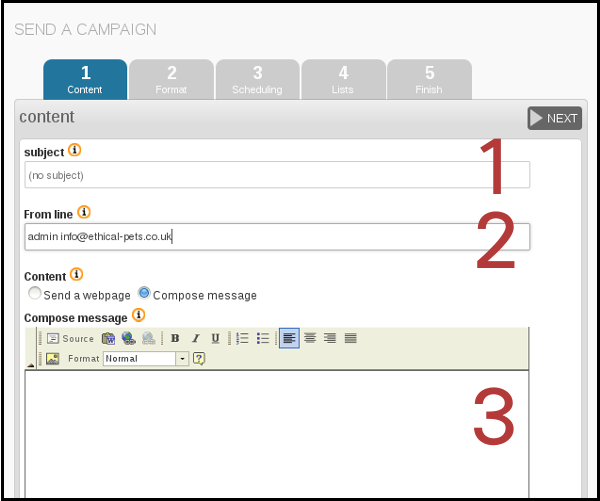 SEND A CAMPAIGN
1 2 3 4 5
Content Format Scheduling Lists Finish
content NEXT
subject i 1
(no subject)
From line i 2
admin info@ethical-pets.co.uk
Content i
Send a webpage Compose message
Compose message i
Source B I U
Format Normal ?
3